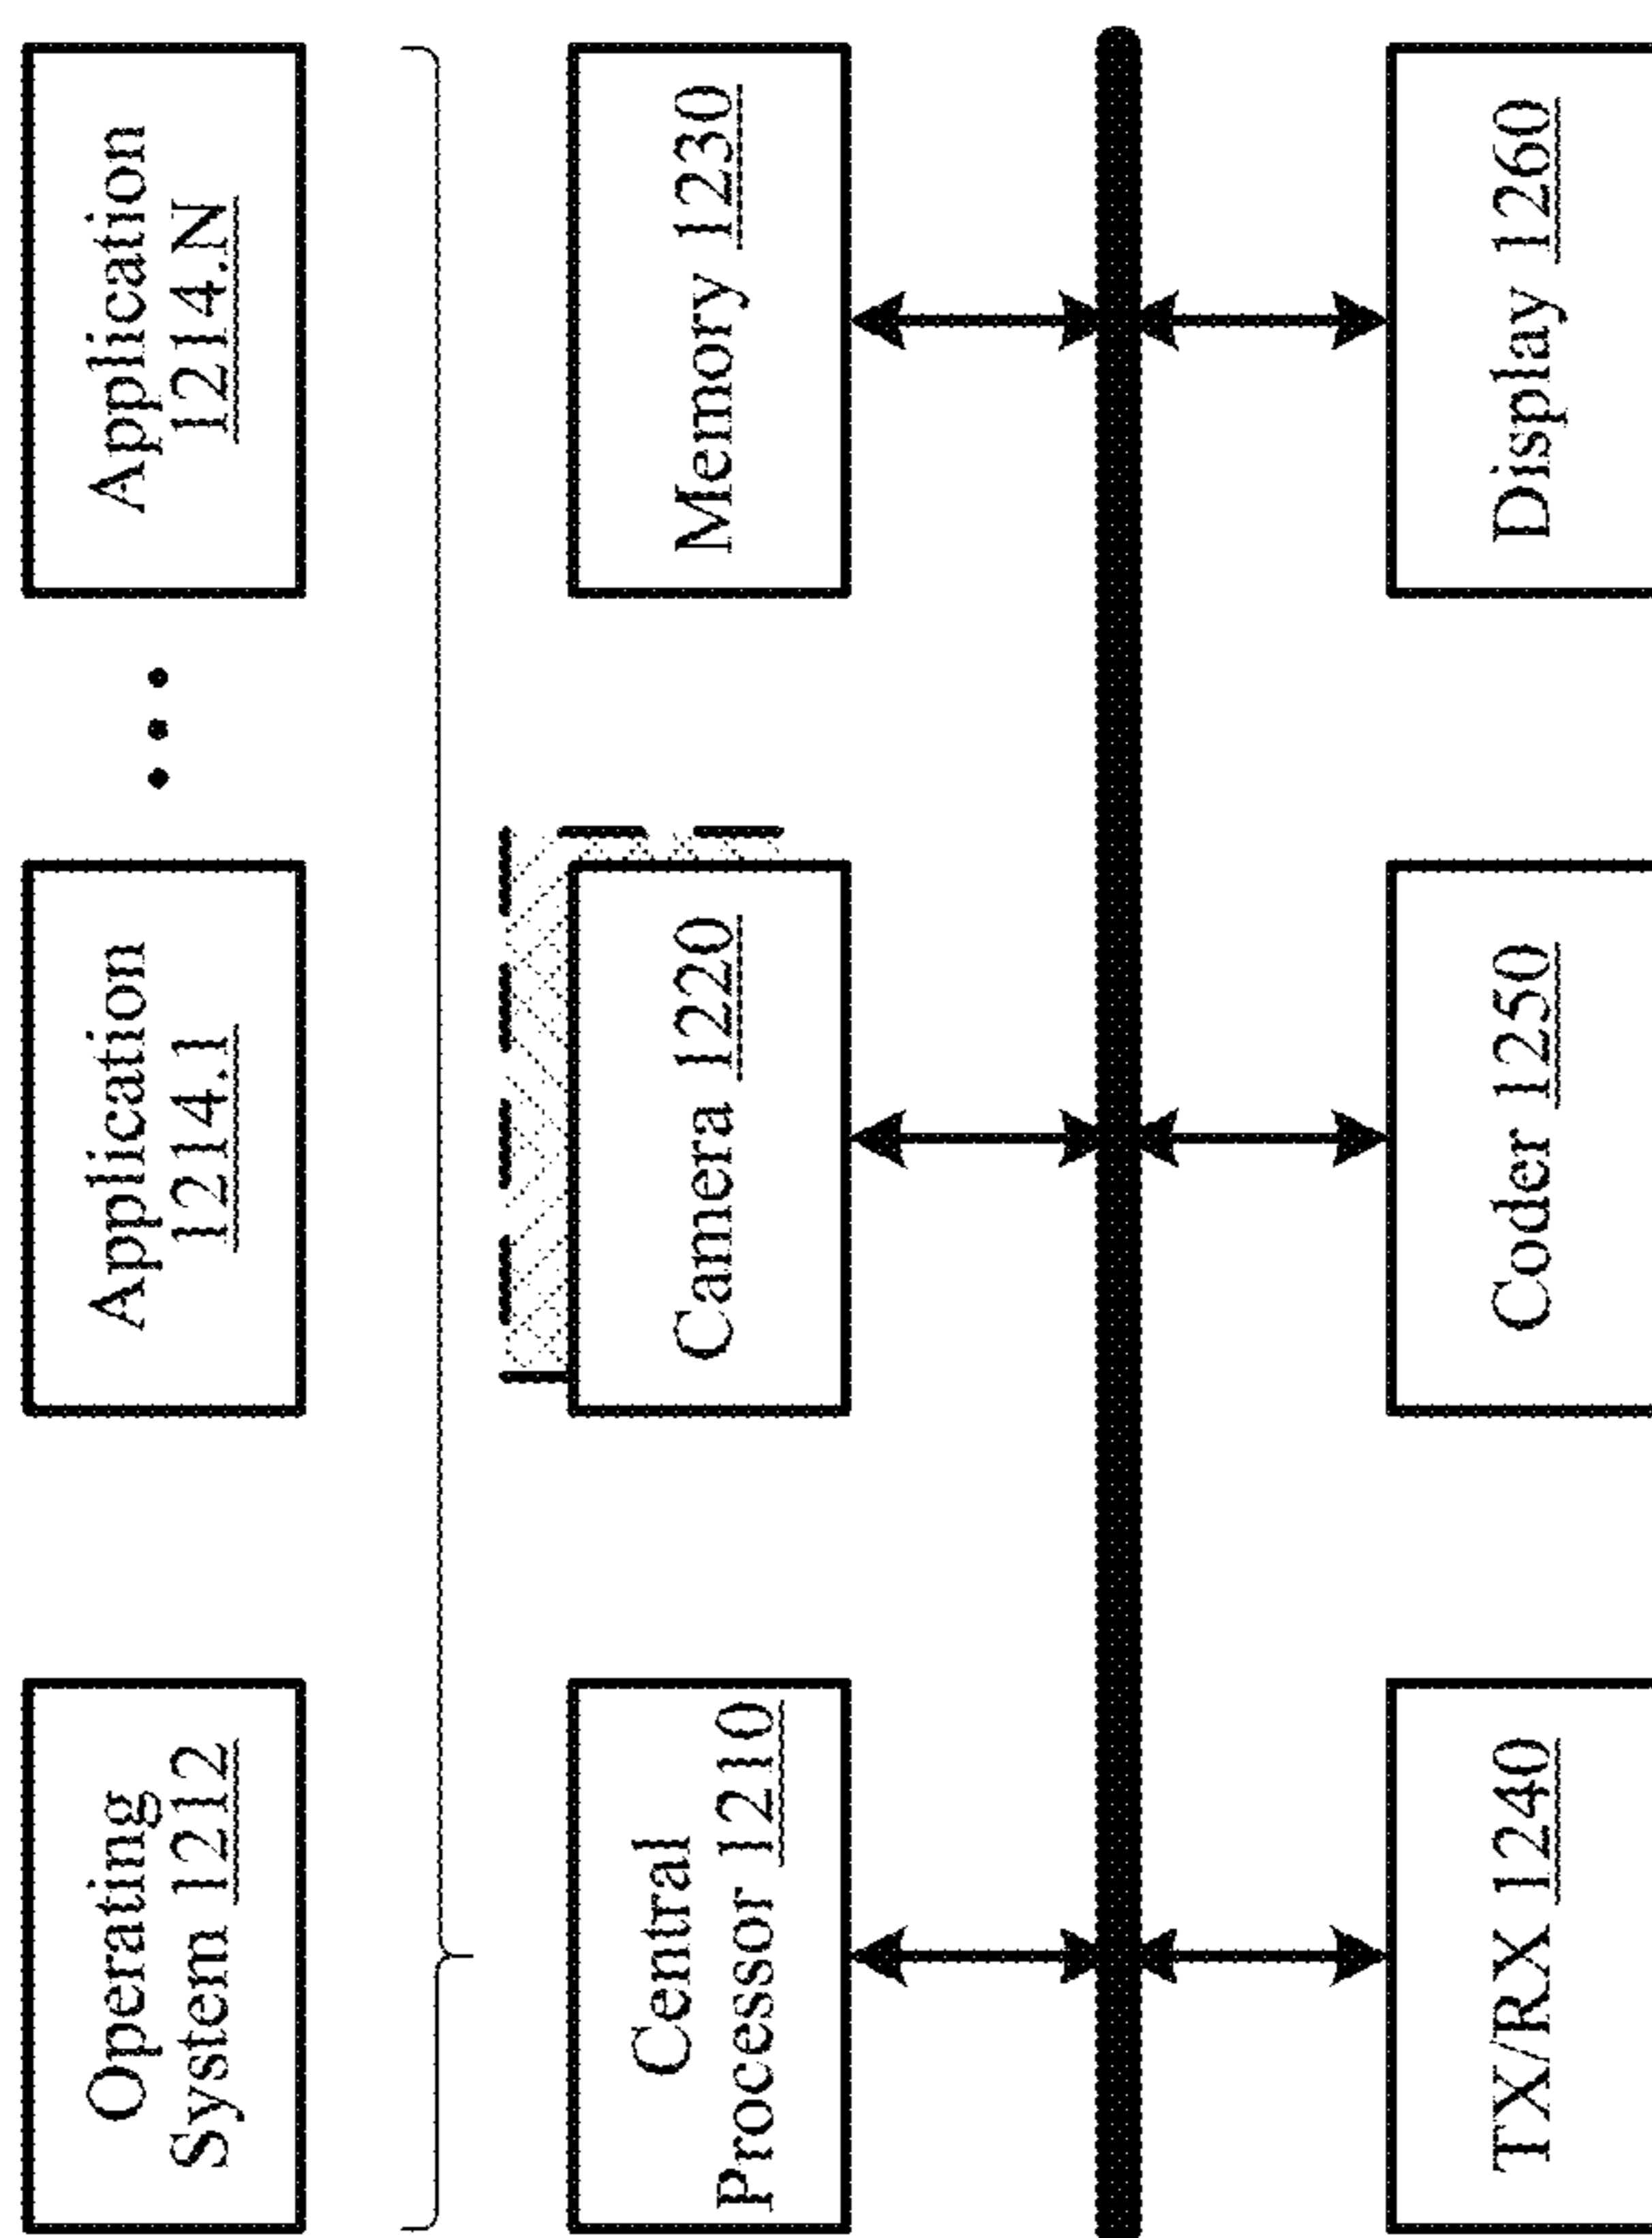 Operating
System 1212
Application
1214.1
Application
1214.N
Central
Processor 1210
Camera 1220
Memory 1230
TX/RX 1240
Coder 1250
Display 1260